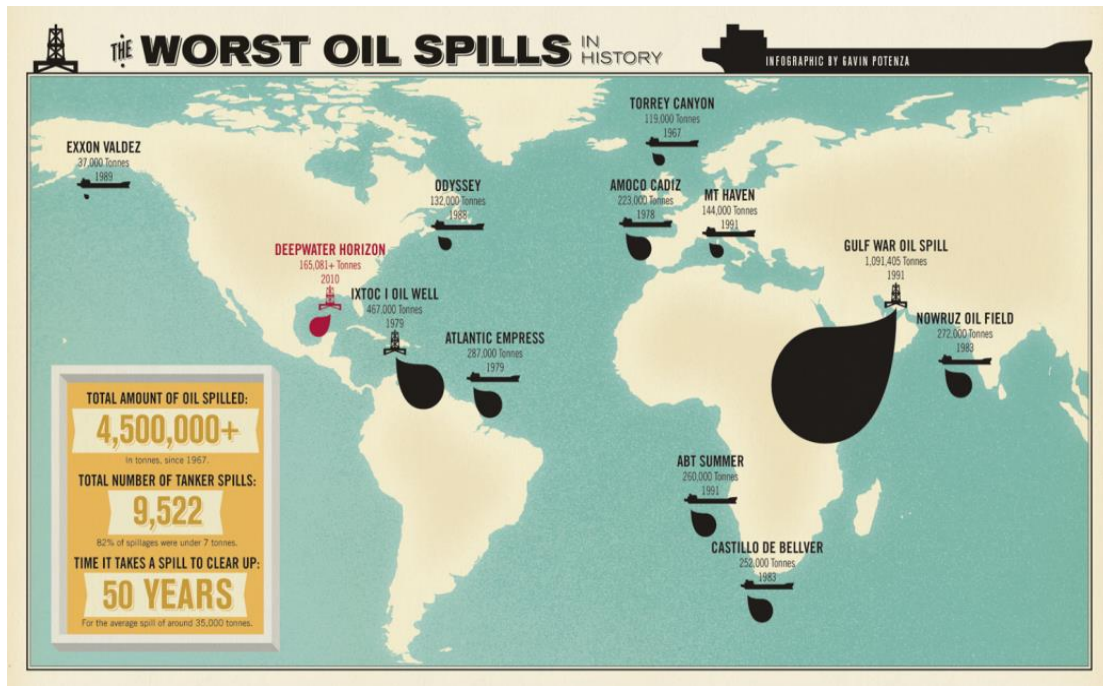 THE WORST OIL SPILLS IN HISTORY
INFOGRAPHIC BY GAVIN POTENZA
TORREY CANYON
119,000 Tonnes
1967
EXXON VALDEZ
37,000 Tonnes
1989
ODYSSEY
132,000 Tonnes
1988
AMOCO CADIZ
223,000 Tonnes
1978
MT HAVEN
144,000 Tonnes
1991
DEEPWATER HORIZON
165,081+ Tonnes
2010
GULF WAR OIL SPILL
1,091,405 Tonnes
1991
IXTOC I OIL WELL
467,000 Tonnes
1979
NOWRUZ OIL FIELD
272,000 Tonnes
1983
ATLANTIC EMPRESS
287,000 Tonnes
1979
ABT SUMMER
260,000 Tonnes
1991
CASTILLO DE BELLVER
252,000 Tonnes
1983
TOTAL AMOUNT OF OIL SPILLED:
4,500,000+
In tonnes, since 1967.
TOTAL NUMBER OF TANKER SPILLS:
9,522
82% of spillages were under 7 tonnes.
TIME IT TAKES A SPILL TO CLEAR UP:
50 YEARS
For the average spill of around 35,000 tonnes.